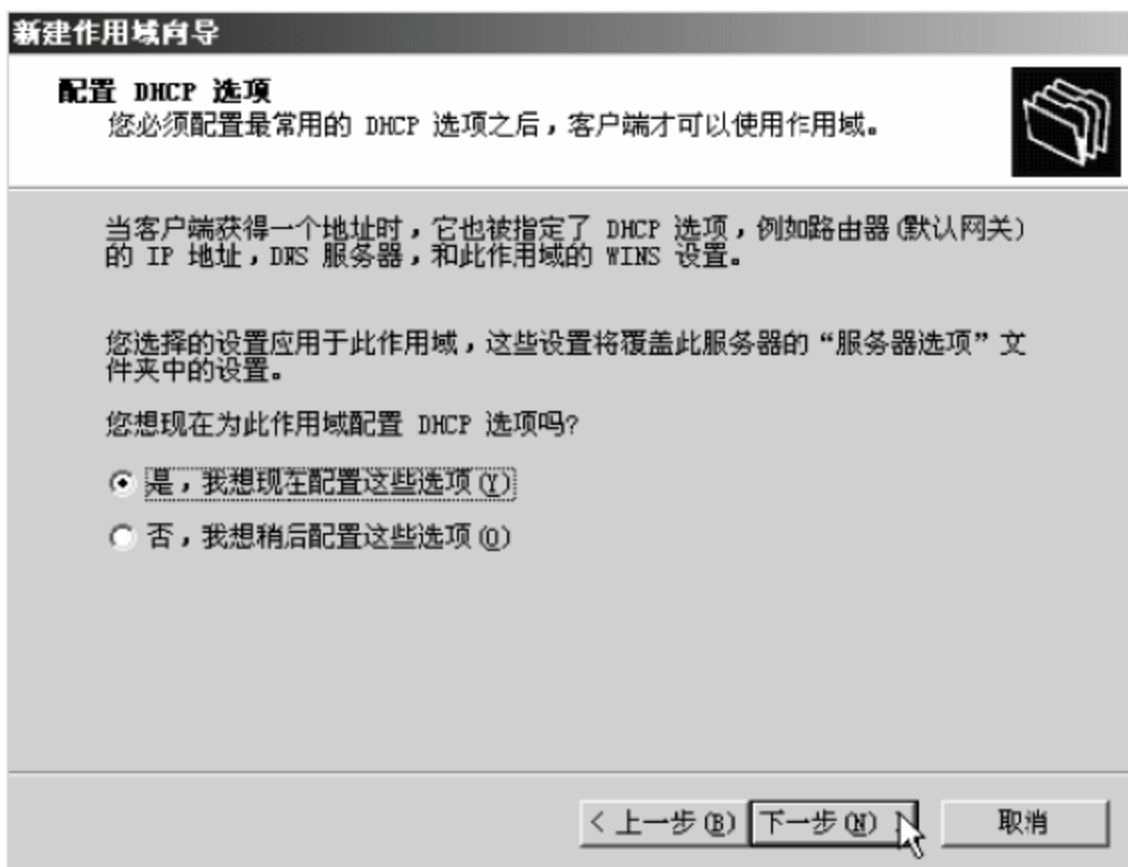 新建作用域向导
配置 DHCP 选项
您必须配置最常用的 DHCP 选项之后，客户端才可以使用作用域。
当客户端获得一个地址时，它也被指定了 DHCP 选项，例如路由器(默认网关)
的 IP 地址，DNS 服务器，和此作用域的 WINS 设置。
您选择的设置应用于此作用域，这些设置将覆盖此服务器的“服务器选项”文
件夹中的设置。
您想现在为此作用域配置 DHCP 选项吗?
是，我想现在配置这些选项(Y)
否，我想稍后配置这些选项(O)
< 上一步(B) 下一步(N) > 取消